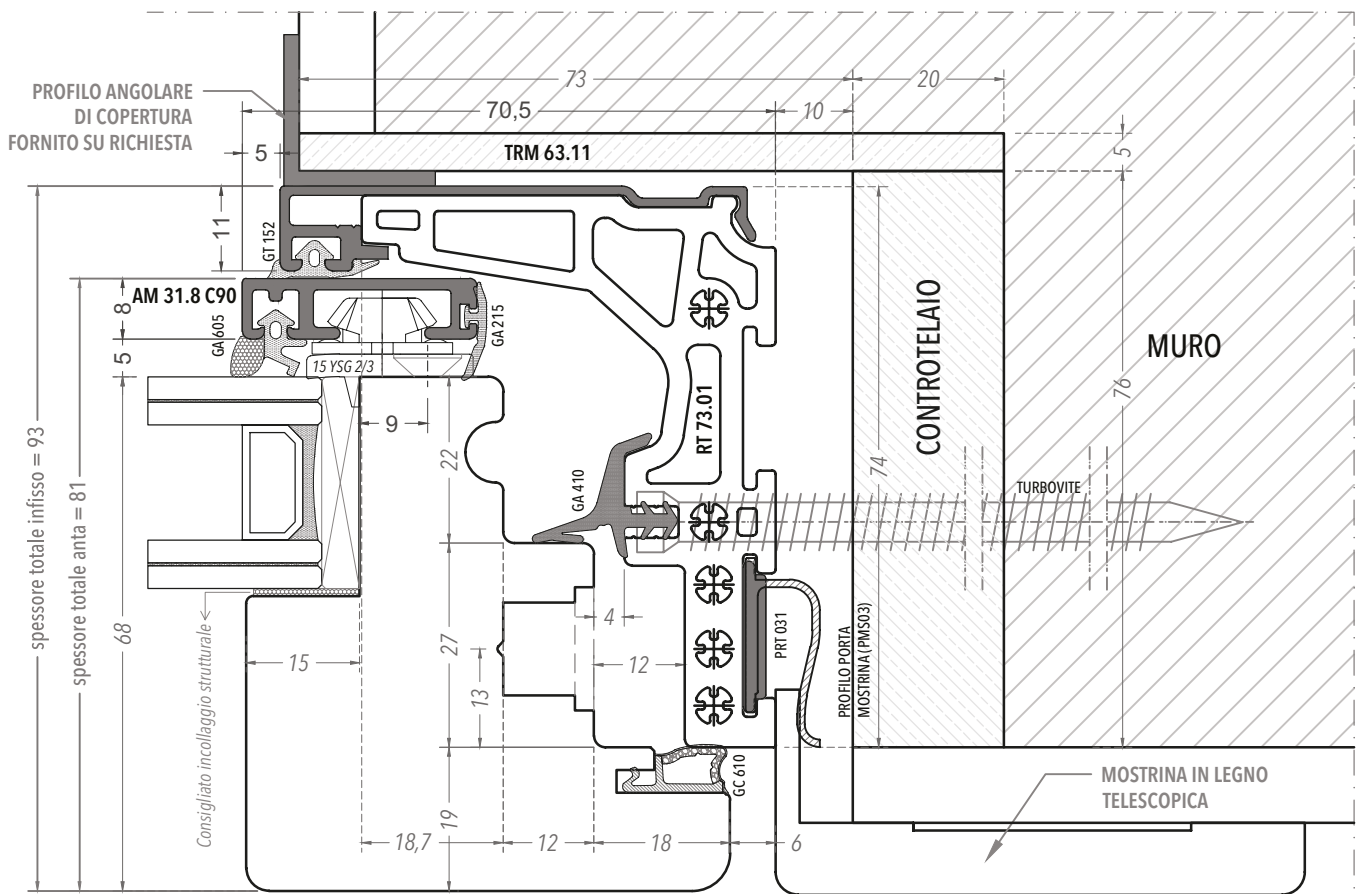 PROFILO ANGOLARE
DI COPERTURA
FORNITO SU RICHIESTA
73
20
70,5
10
5
TRM 63.11
5
11
GT 152
AM 31.8 C90
8
GA 605
GA 215
5
15 YSG 2/3
9
22
RT 73.01
GA 410
74
76
CONTROTELAIO
MURO
TURBOVITE
spessore totale infisso = 93
spessore totale anta = 81
68
Consigliato incollaggio strutturale
15
27
13
4
12
PRT 031
PROFILO PORTA
MOSTRINA (PMS03)
GC 610
19
18,7
12
18
6
MOSTRINA IN LEGNO
TELESCOPICA